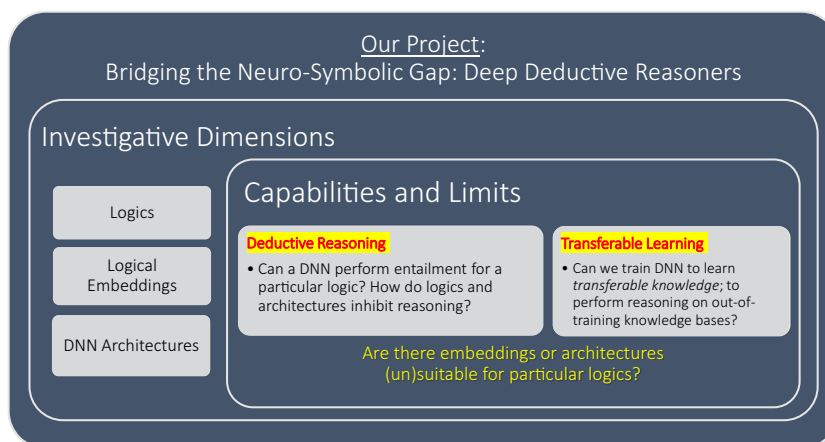 Our Project:
Bridging the Neuro-Symbolic Gap: Deep Deductive Reasoners
Investigative Dimensions
Logics
Logical
Embeddings
DNN Architectures
Capabilities and Limits
Deductive Reasoning
• Can a DNN perform entailment for a
particular logic? How do logics and
architectures inhibit reasoning?
Transferable Learning
• Can we train DNN to learn
transferable knowledge; to
perform reasoning on out-of-
training knowledge bases?
Are there embeddings or architectures
(un)suitable for particular logics?